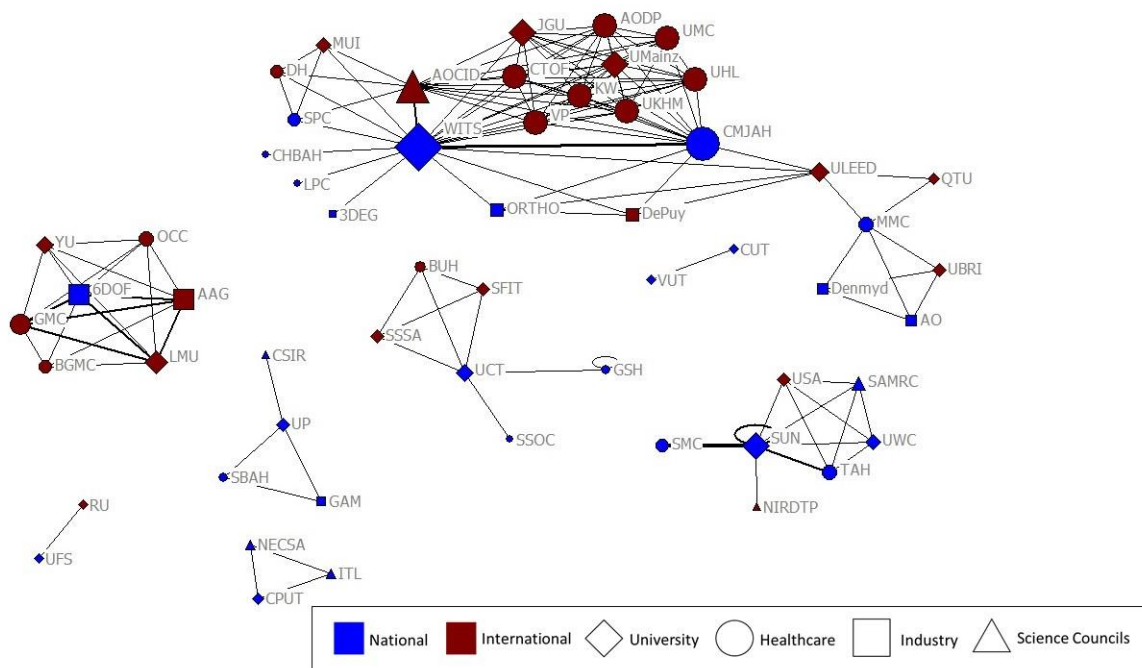 JGU
AODP
UMC
MUI
DH
AOCID
CTOF
UMainz
UHL
KW
UKHM
SPC
WITS
VP
CMJAH
CHBAH
LPC
3DEG
ORTHO
DePuy
ULEED
QTU
MMC
YU
OCC
6DOF
AAG
GMC
BGMC
LMU
BUH
SFIT
SSSA
UCT
GSH
SSOC
CUT
VUT
UBRI
Denmyd
AO
CSIR
UP
SBAH
GAM
USA
SAMRC
SMC
SUN
UWC
TAH
NIRDTP
RU
UFS
NECSA
ITL
CPUT
National
International
University
Healthcare
Industry
Science Councils